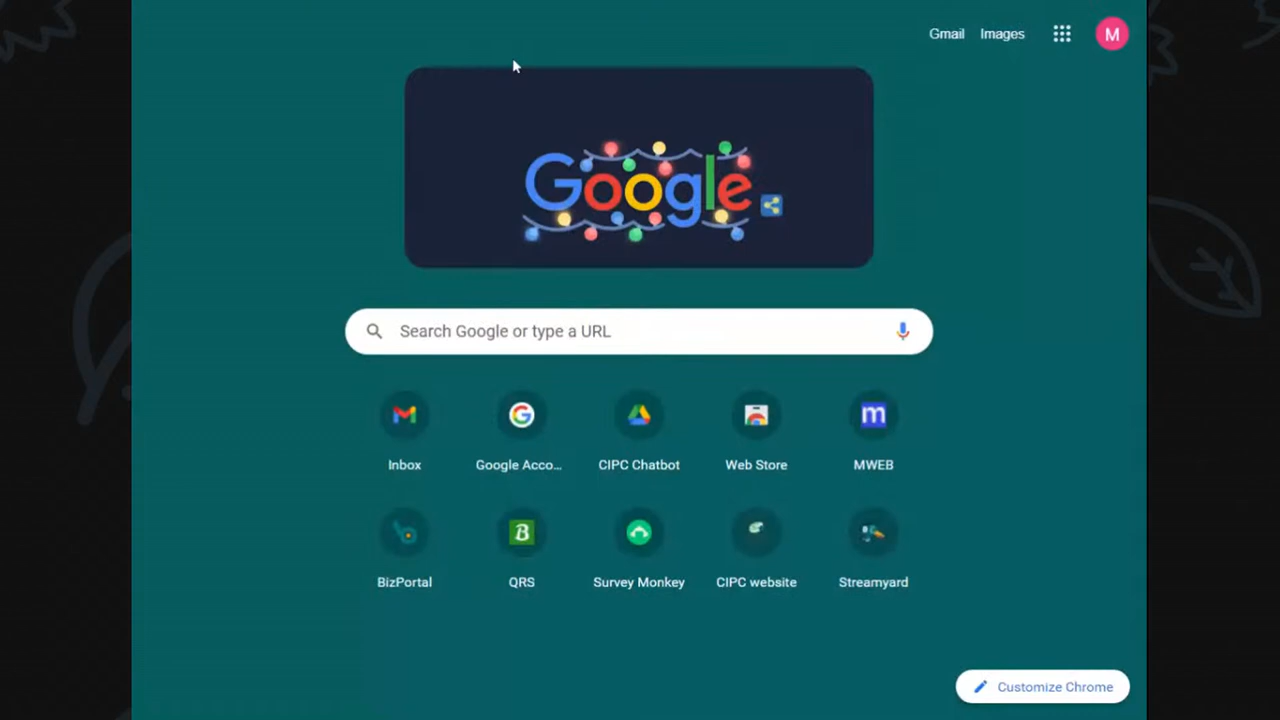 Gmail Images M
Google
Search Google or type a URL
Inbox Google Acco... CIPC Chatbot Web Store MWEB
BizPortal QRS Survey Monkey CIPC website Streamyard
Customize Chrome